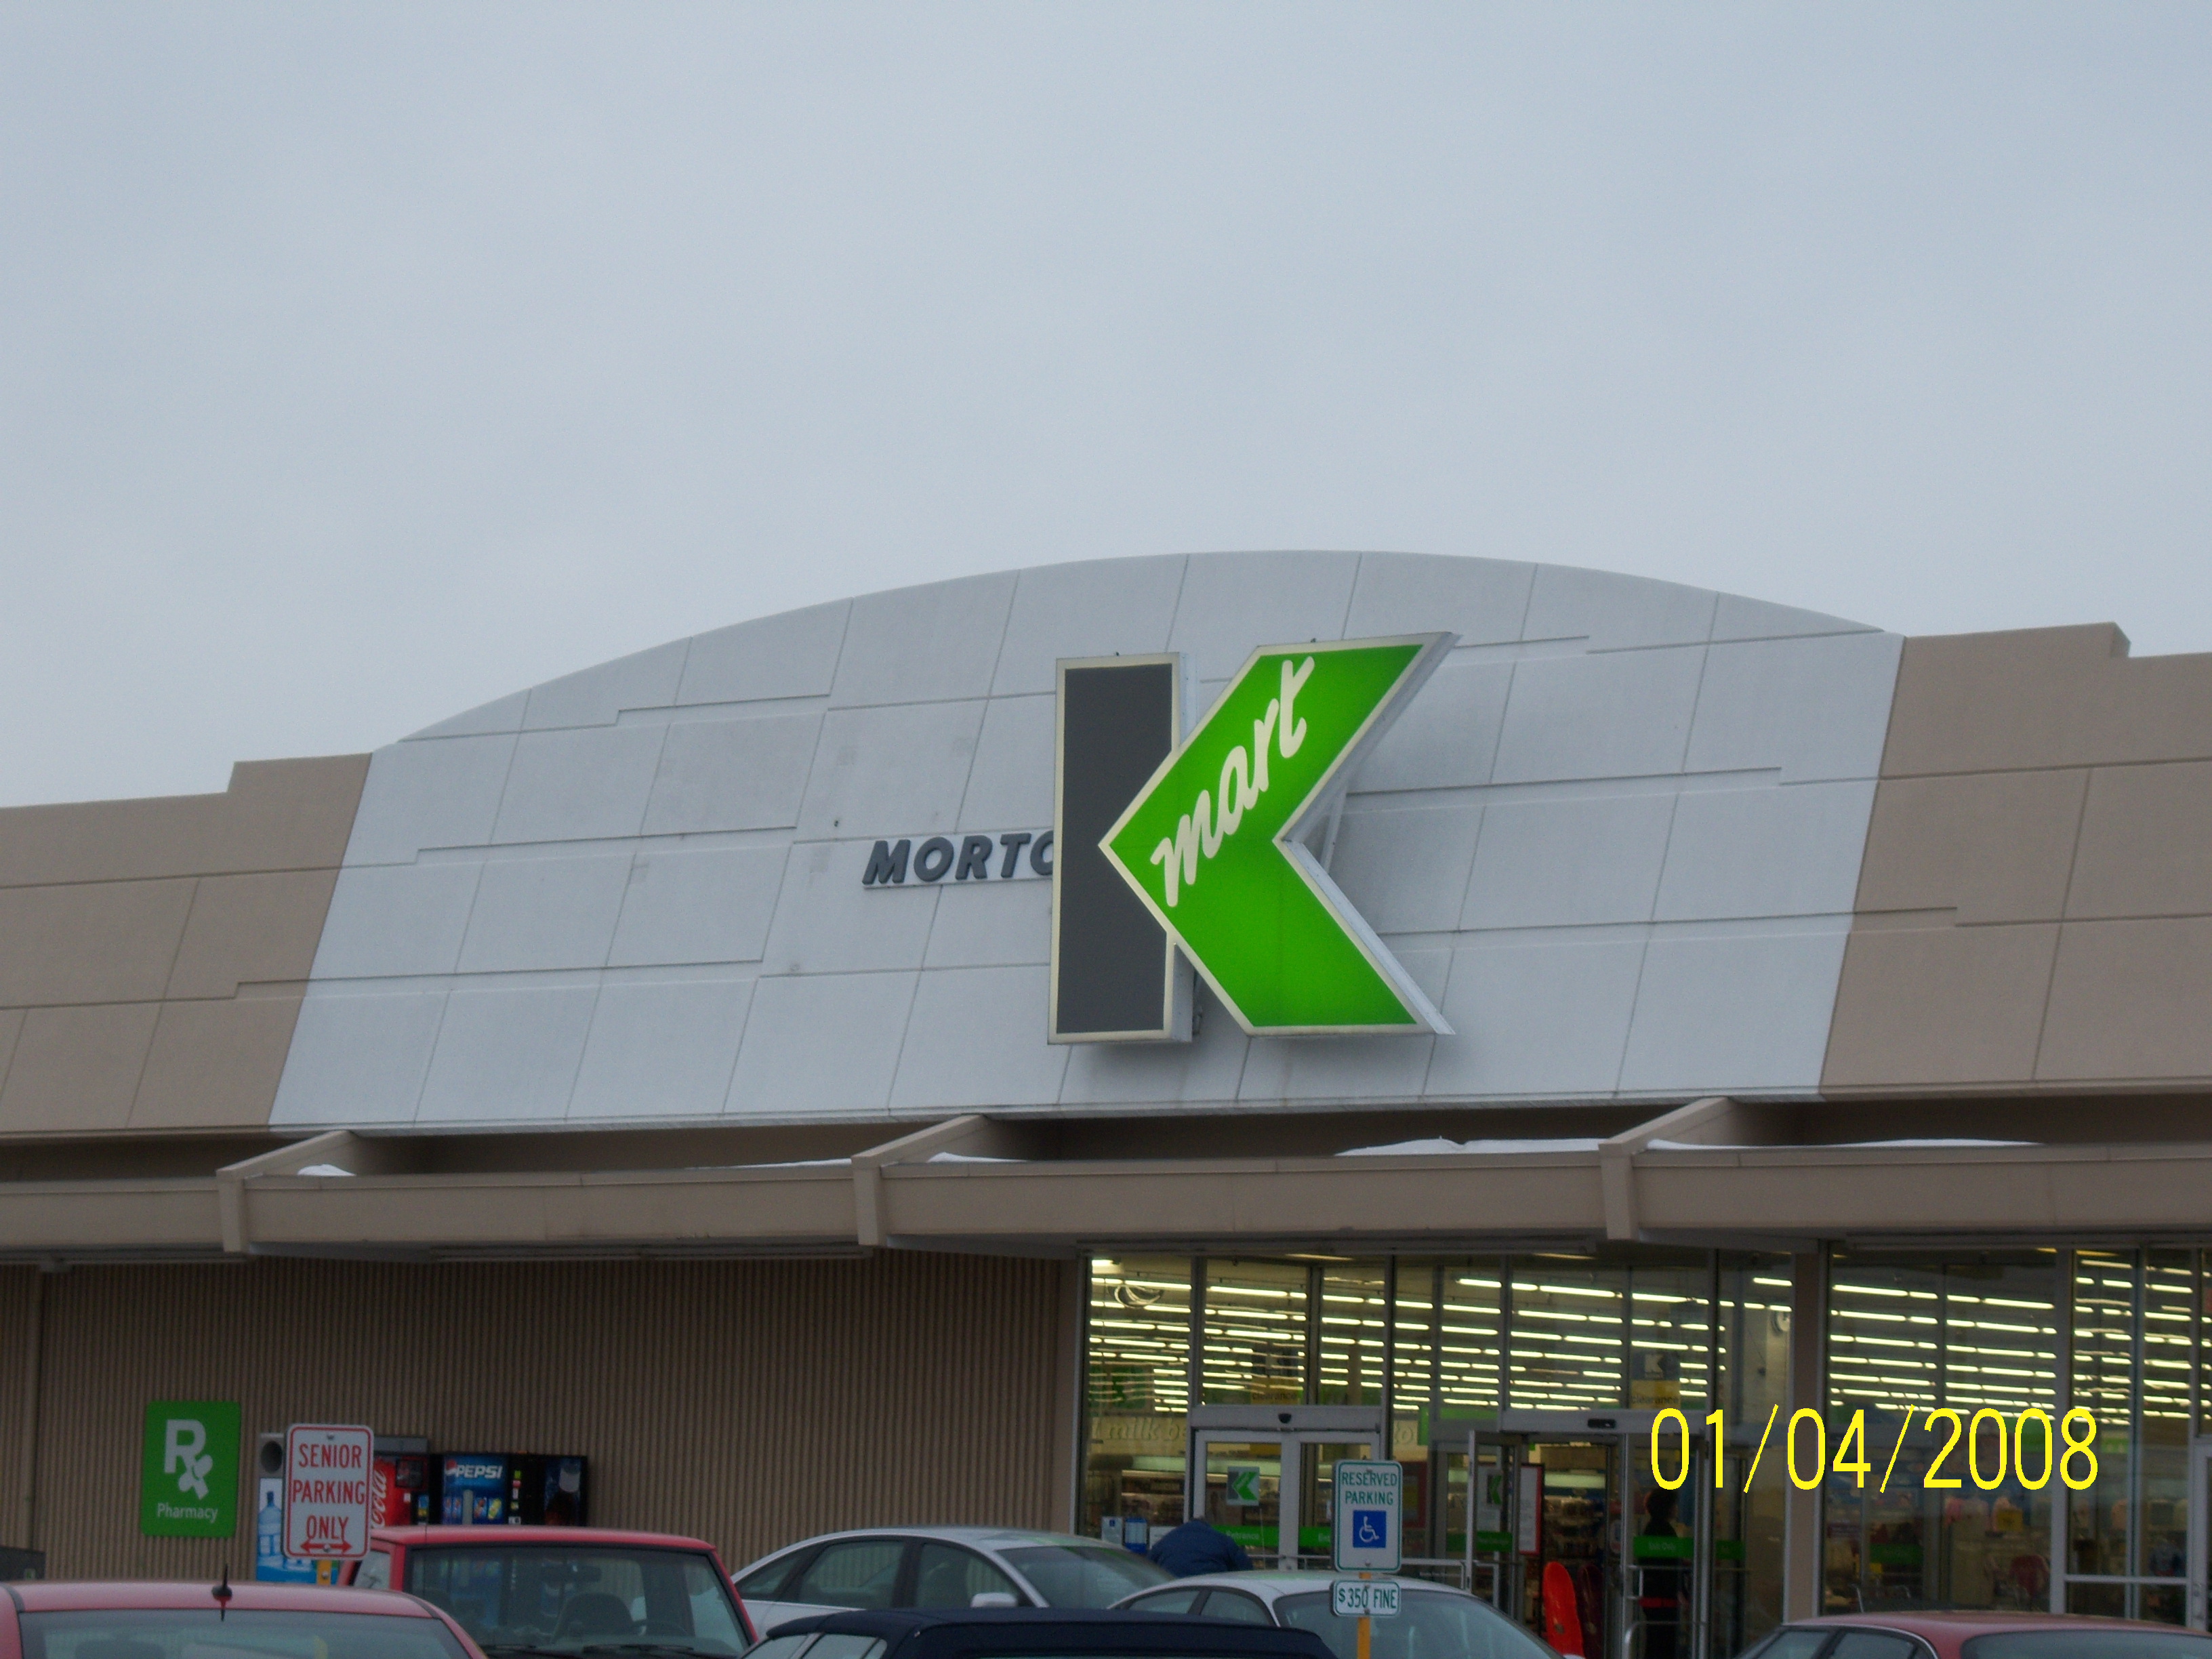 MORTO
K
mart
Rx
Pharmacy
SENIOR
PARKING
ONLY
PEPSI
RESERVED
PARKING
$350 FINE
01/04/2008